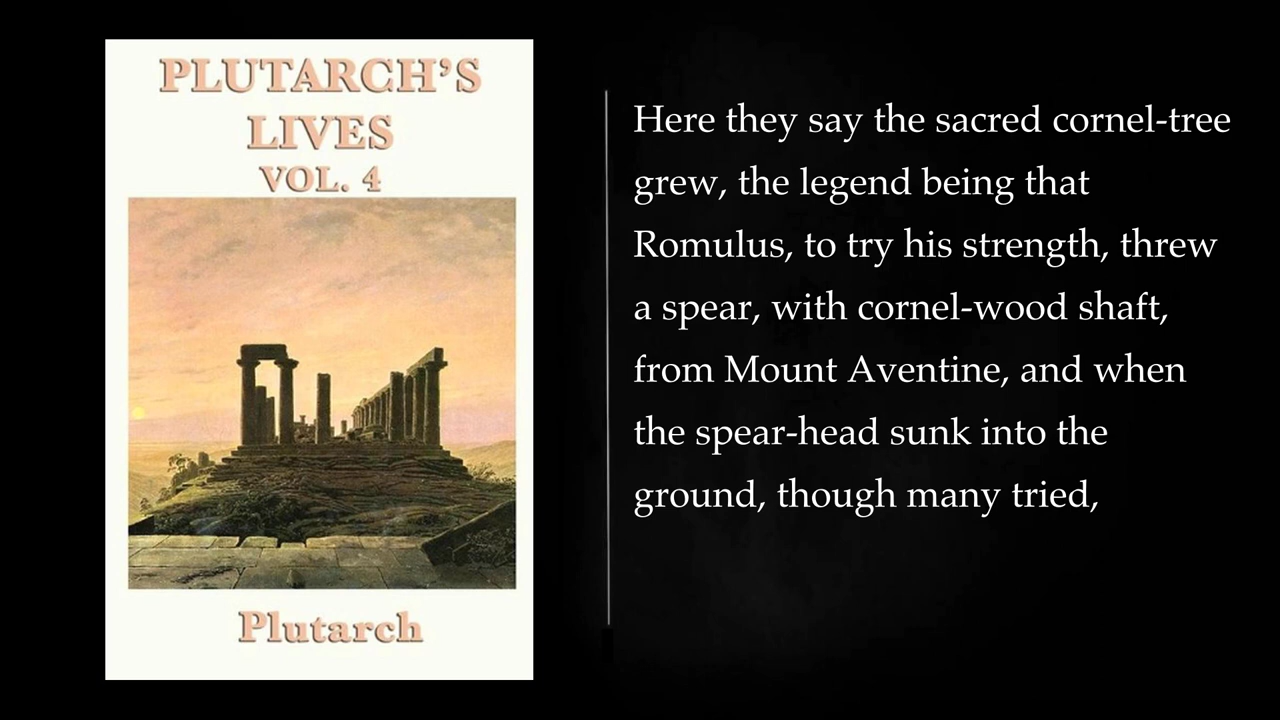 PLUTARCH'S
LIVES
VOL. 4
Plutarch
Here they say the sacred cornel-tree
grew, the legend being that
Romulus, to try his strength, threw
a spear, with cornel-wood shaft,
from Mount Aventine, and when
the spear-head sunk into the
ground, though many tried,